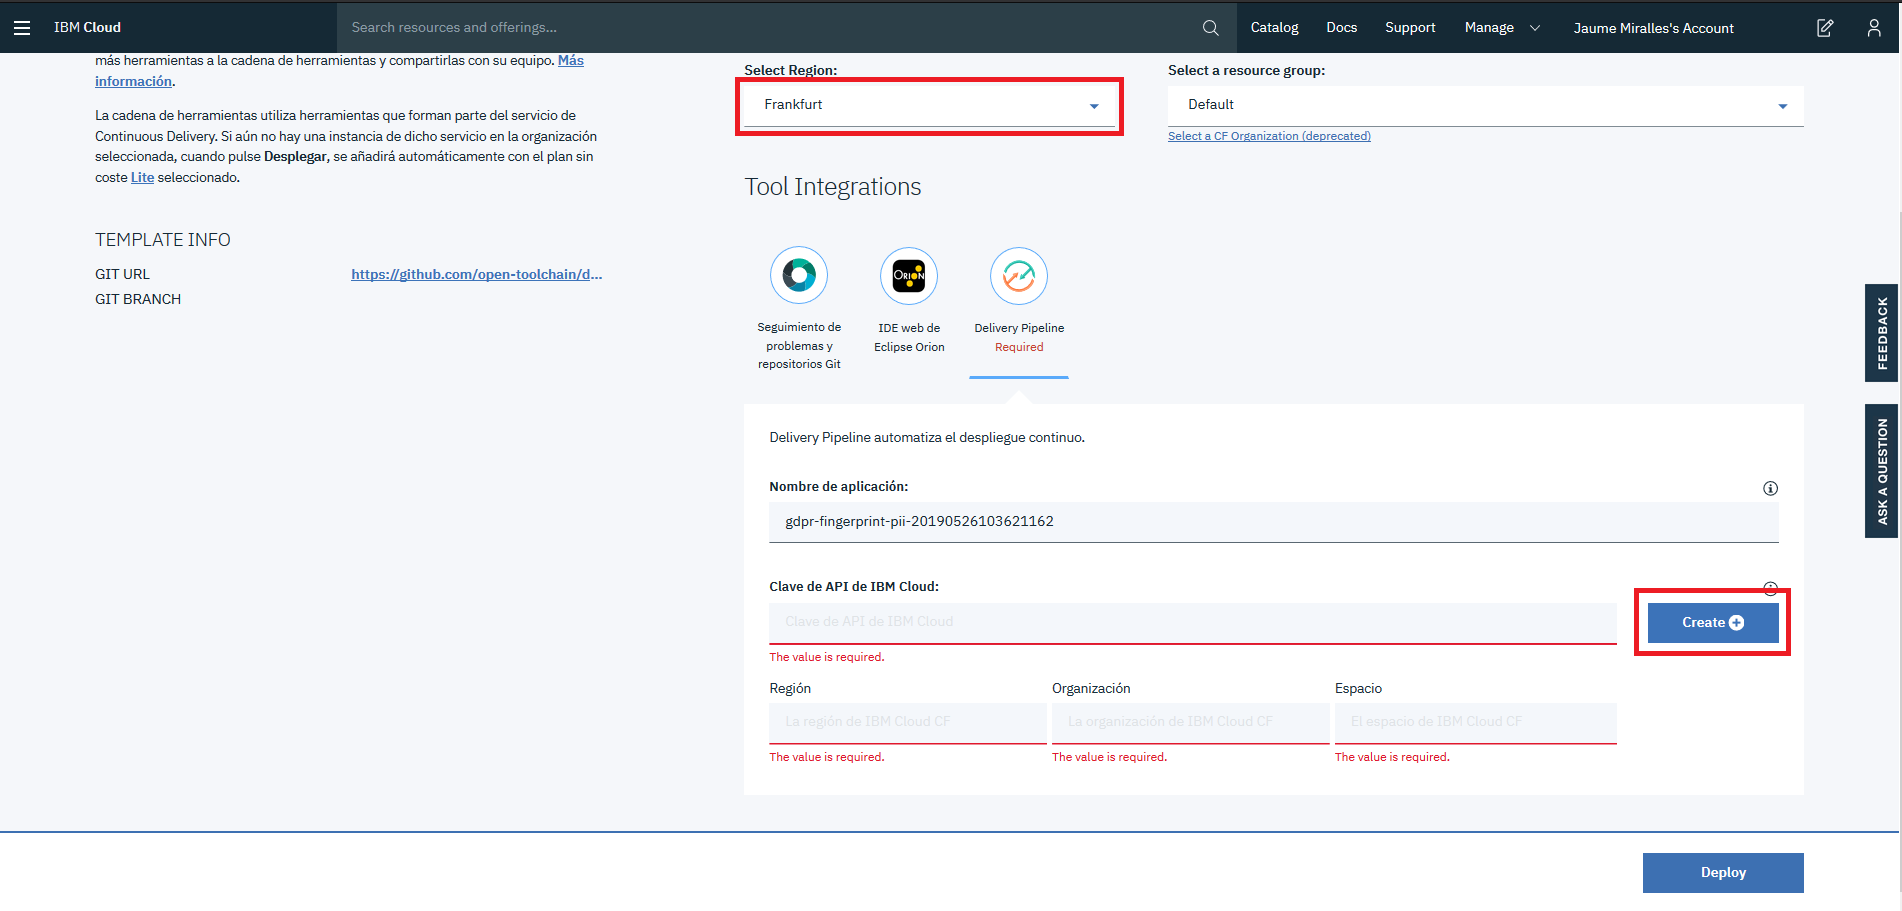 IBM Cloud
Search resources and offerings...
Catalog
Docs
Support
Manage
Jaume Miralles's Account
más herramientas a la cadena de herramientas y compartirlas con su equipo. Más
información.
La cadena de herramientas utiliza herramientas que forman parte del servicio de
Continuous Delivery. Si aún no hay una instancia de dicho servicio en la organización
seleccionada, cuando pulse Desplegar, se añadirá automáticamente con el plan sin
coste Lite seleccionado.
TEMPLATE INFO
GIT URL
https://github.com/open-toolchain/d...
GIT BRANCH
Select Region:
Frankfurt
Select a resource group:
Default
Select a CF Organization (deprecated)
Tool Integrations
ORION
Seguimiento de
problemas y
repositorios Git
IDE web de
Eclipse Orion
Delivery Pipeline
Required
Delivery Pipeline automatiza el despliegue continuo.
Nombre de aplicación:
gdpr-fingerprint-pii-20190526103621162
Clave de API de IBM Cloud:
Clave de API de IBM Cloud
Create
The value is required.
Región
Organización
Espacio
La región de IBM Cloud CF
La organización de IBM Cloud CF
El espacio de IBM Cloud CF
The value is required.
The value is required.
The value is required.
Deploy
FEEDBACK
ASK A QUESTION